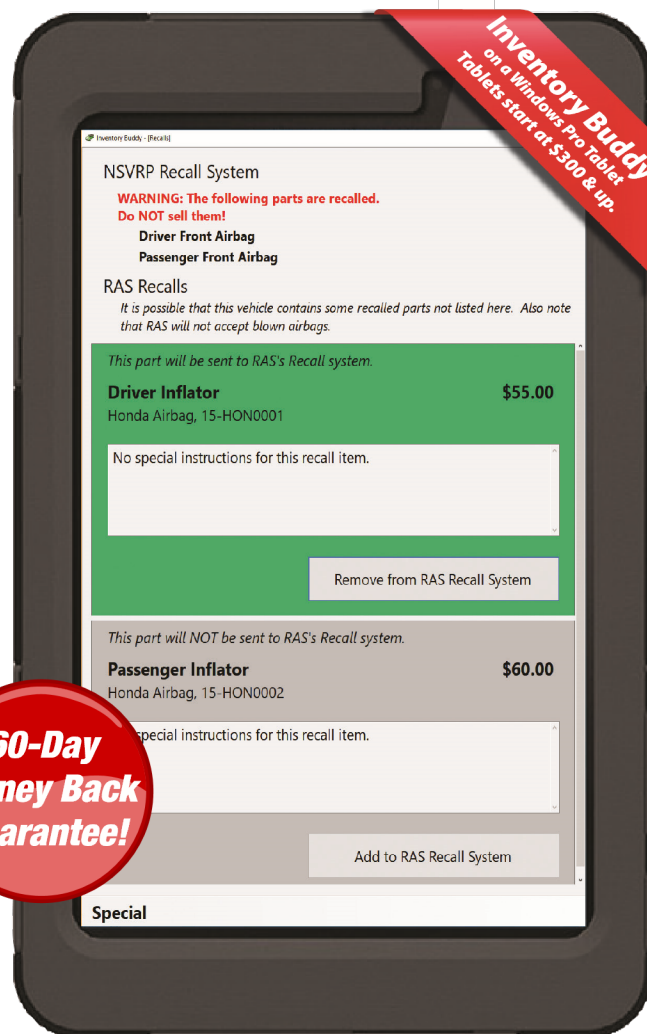 Inventory Buddy
on a Windows Pro Tablet
Tablets start at $300 & up.
Inventory Buddy - [Recalls]
NSVRP Recall System
WARNING: The following parts are recalled.
Do NOT sell them!
Driver Front Airbag
Passenger Front Airbag
RAS Recalls
It is possible that this vehicle contains some recalled parts not listed here. Also note
that RAS will not accept blown airbags.
This part will be sent to RAS's Recall system.
Driver Inflator $55.00
Honda Airbag, 15-HON0001
No special instructions for this recall item.
Remove from RAS Recall System
This part will NOT be sent to RAS's Recall system.
Passenger Inflator $60.00
Honda Airbag, 15-HON0002
special instructions for this recall item.
Add to RAS Recall System
60-Day
ney Back
arantee!
Special